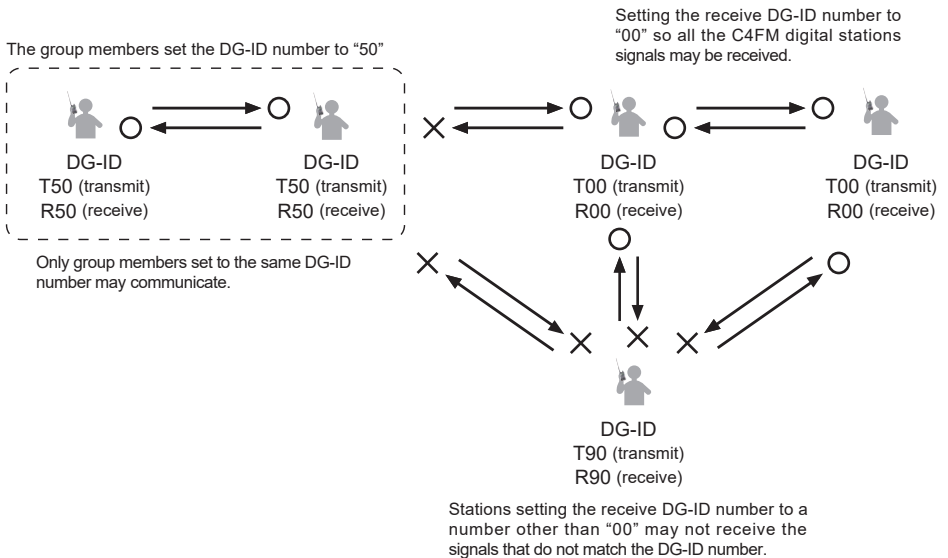 Setting the receive DG-ID number to
“00” so all the C4FM digital stations
signals may be received.
The group members set the DG-ID number to “50”
DG-ID
T50 (transmit)
R50 (receive)
DG-ID
T50 (transmit)
R50 (receive)
DG-ID
T00 (transmit)
R00 (receive)
DG-ID
T00 (transmit)
R00 (receive)
Only group members set to the same DG-ID
number may communicate.
DG-ID
T90 (transmit)
R90 (receive)
Stations setting the receive DG-ID number to a
number other than “00” may not receive the
signals that do not match the DG-ID number.